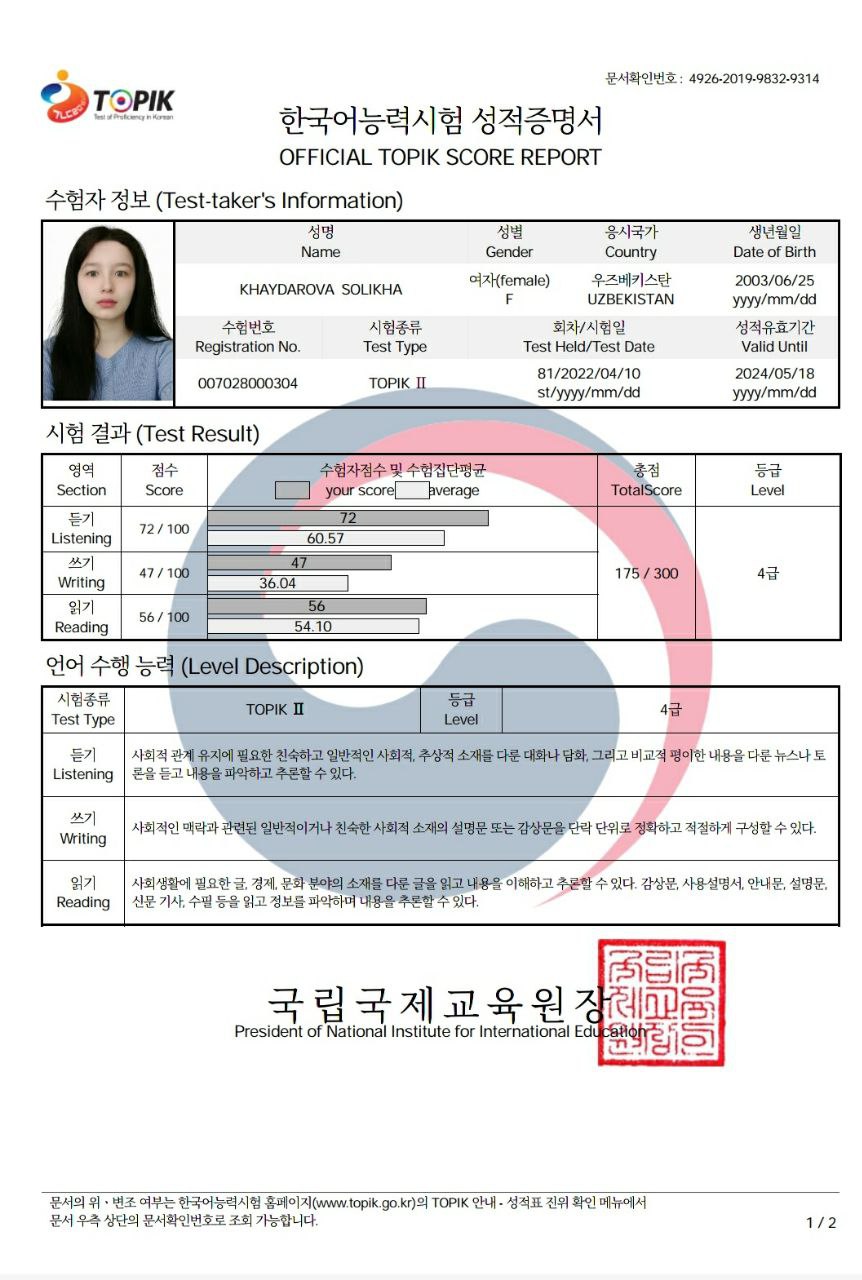 문서확인번호 : 4926-2019-9832-9314
TOPIK
Test of Proficiency in Korean
한국어능력시험 성적증명서
OFFICIAL TOPIK SCORE REPORT
수험자 정보 (Test-taker's Information)
성명 성별 응시국가 생년월일
Name Gender Country Date of Birth
KHAYDAROVA SOLIKHA 여자(female) 우즈베키스탄 2003/06/25
F UZBEKISTAN yyyy/mm/dd
수험번호 시험종류 회차/시험일 성적유효기간
Registration No. Test Type Test Held/Test Date Valid Until
007028000304 TOPIK Ⅱ 81/2022/04/10 2024/05/18
st/yyyy/mm/dd yyyy/mm/dd
시험 결과 (Test Result)
영역 점수 수험자점수 및 수험집단평균 총점 등급
Section Score your score average TotalScore Level
듣기 72 / 100 72
Listening 60.57
쓰기 47 / 100 47 175 / 300 4급
Writing 36.04
읽기 56 / 100 56
Reading 54.10
언어 수행 능력 (Level Description)
시험종류 TOPIK Ⅱ 등급 4급
Test Type Level
듣기 사회적 관계 유지에 필요한 친숙하고 일반적인 사회적, 추상적 소재를 다룬 대화나 담화, 그리고 비교적 평이한 내용을 다룬 뉴스나 토
Listening 론을 듣고 내용을 파악하고 추론할 수 있다.
쓰기 사회적인 맥락과 관련된 일반적이거나 친숙한 사회적 소재의 설명문 또는 감상문을 단락 단위로 정확하고 적절하게 구성할 수 있다.
Writing
읽기 사회생활에 필요한 글, 경제, 문화 분야의 소재를 다룬 글을 읽고 내용을 이해하고 추론할 수 있다. 감상문, 사용설명서, 안내문, 설명문,
Reading 신문 기사, 수필 등을 읽고 정보를 파악하며 내용을 추론할 수 있다.
국립국제교육원장
President of National Institute for International Education
문서의 위ㆍ변조 여부는 한국어능력시험 홈페이지(www.topik.go.kr)의 TOPIK 안내 - 성적표 진위 확인 메뉴에서
문서 우측 상단의 문서확인번호로 조회 가능합니다.
1 / 2